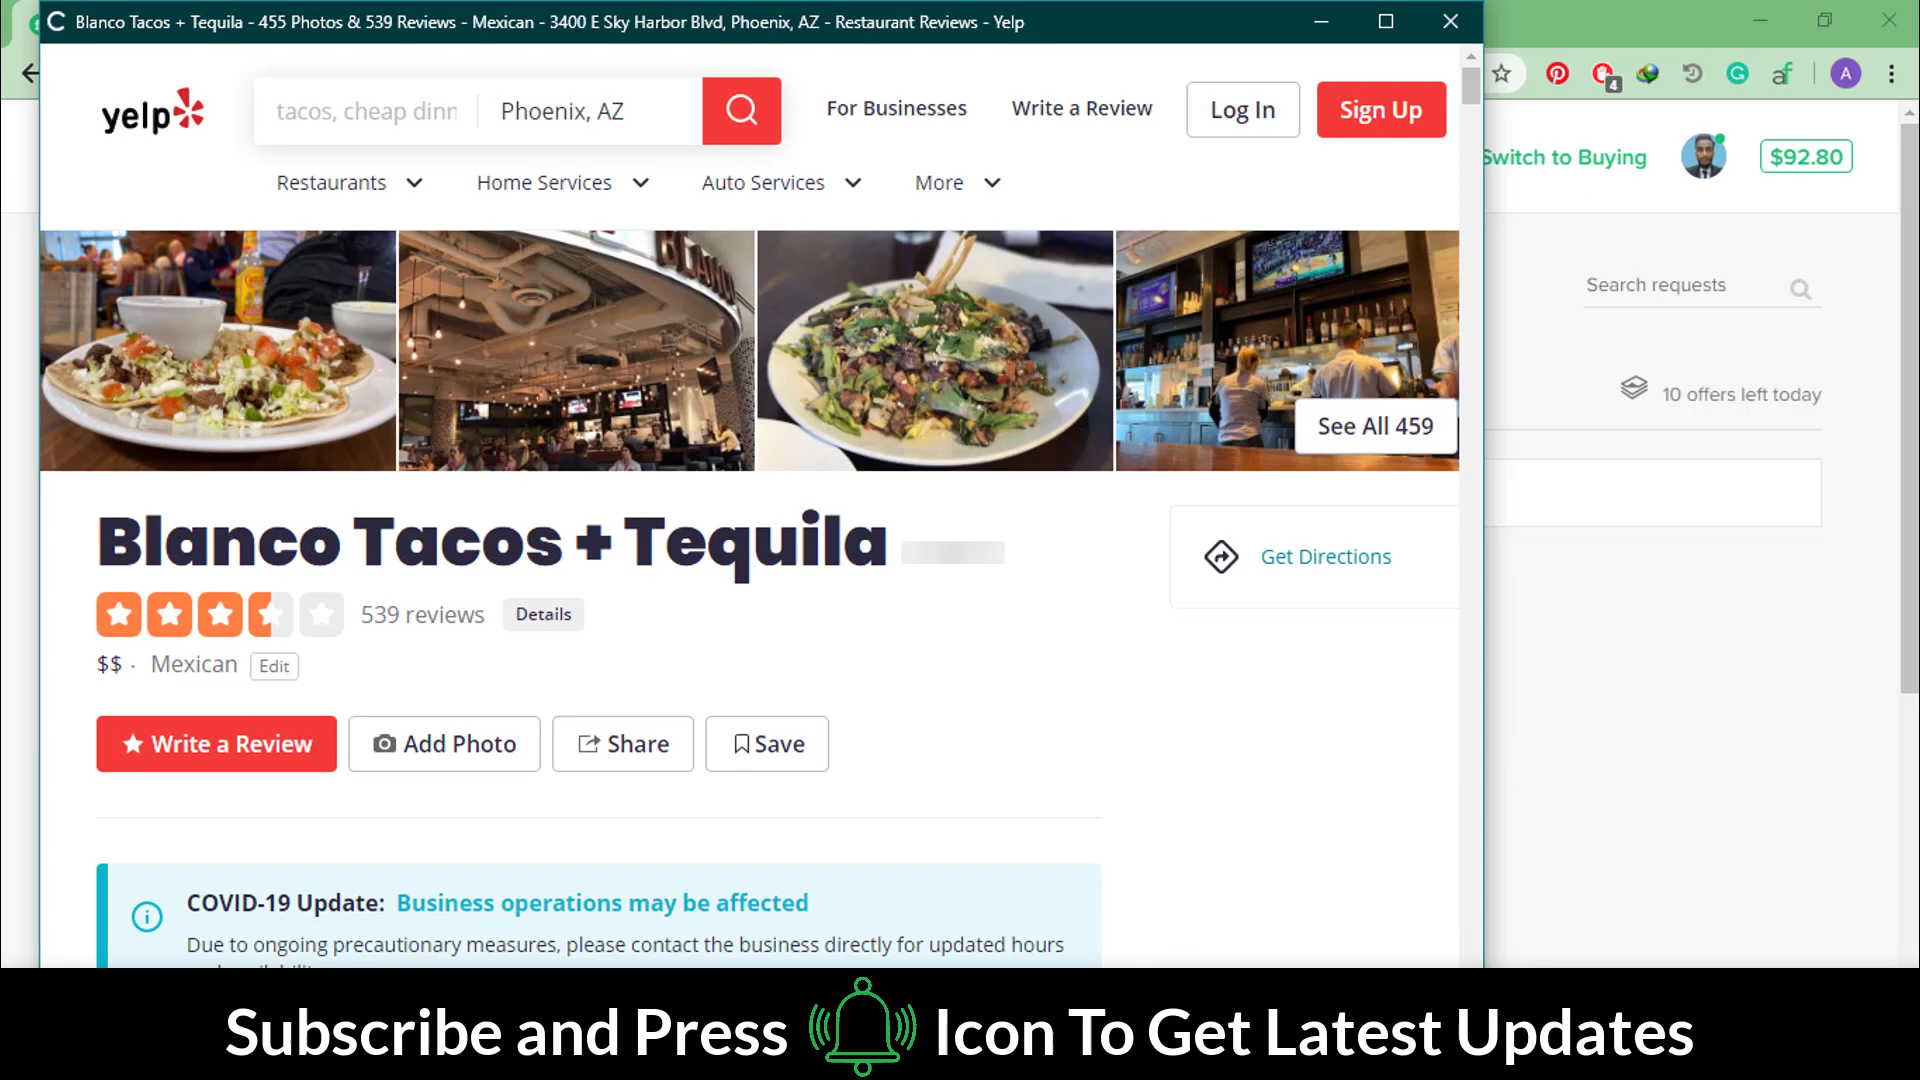 Blanco Tacos + Tequila - 455 Photos & 539 Reviews - Mexican - 3400 E Sky Harbor Blvd, Phoenix, AZ - Restaurant Reviews - Yelp
4
A
yelp
tacos, cheap dinn
Phoenix, AZ
For Businesses
Write a Review
Log In
Sign Up
Switch to Buying
$92.80
Restaurants
Home Services
Auto Services
More
BLANCO
Search requests
10 offers left today
See All 459
Blanco Tacos + Tequila
Get Directions
539 reviews
Details
$$ · Mexican
Edit
Write a Review
Add Photo
Share
Save
COVID-19 Update: Business operations may be affected
Due to ongoing precautionary measures, please contact the business directly for updated hours
Subscribe and Press Icon To Get Latest Updates